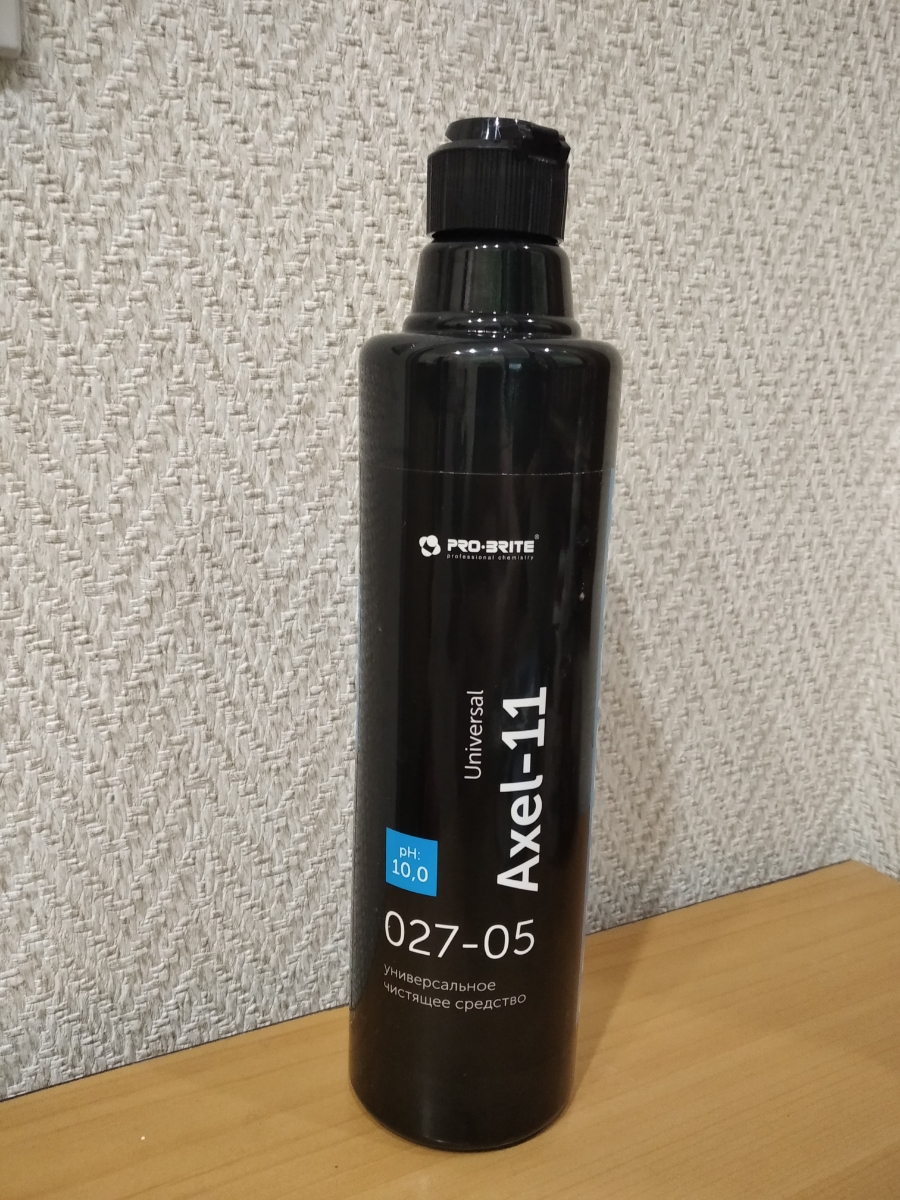 PRO-BRITE®
professional chemistry
Universal
Axel-11
pH:
10,0
027-05
универсальное
чистящее средство